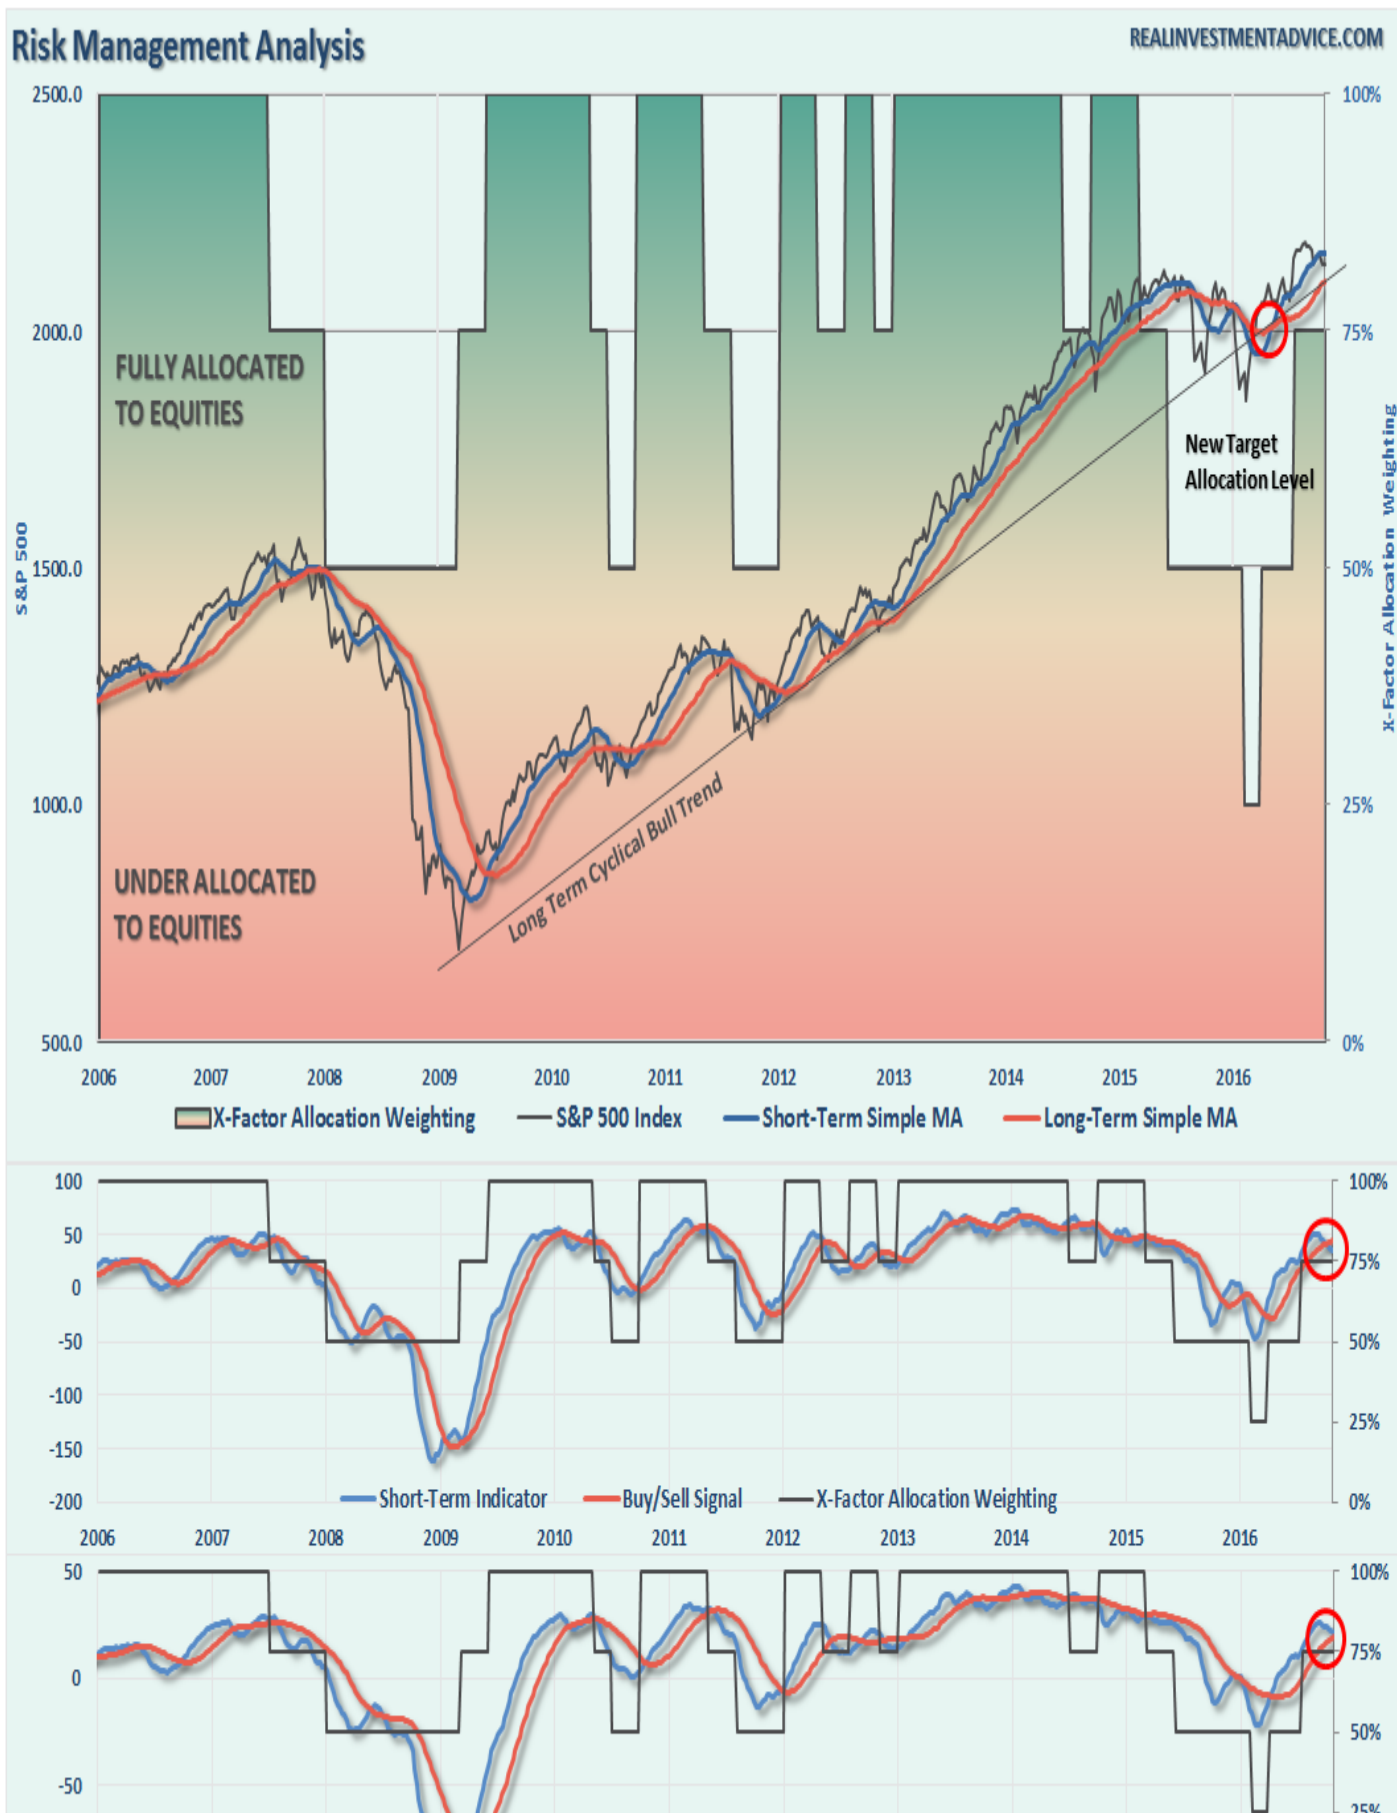 Risk Management Analysis
REALINVESTMENTADVICE.COM
2500.0
100%
2000.0
75%
FULLY ALLOCATED
TO EQUITIES
New Target
Allocation Level
S&P 500
X-Factor Allocation Weighting
1500.0
50%
1000.0
25%
Long Term Cyclical Bull Trend
UNDER ALLOCATED
TO EQUITIES
500.0
0%
2006 2007 2008 2009 2010 2011 2012 2013 2014 2015 2016
X-Factor Allocation Weighting S&P 500 Index Short-Term Simple MA Long-Term Simple MA
100
100%
50
75%
0
-50
50%
-100
25%
-150
-200
0%
Short-Term Indicator Buy/Sell Signal X-Factor Allocation Weighting
2006 2007 2008 2009 2010 2011 2012 2013 2014 2015 2016
50
100%
75%
0
50%
-50
25%